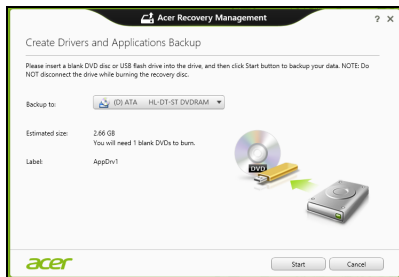 Acer Recovery Management
? X
Create Drivers and Applications Backup
Please insert a blank DVD disc or USB flash drive into the drive, and then click Start button to backup your data. NOTE: Do
NOT disconnect the drive while burning the recovery disc.
Backup to: (D) ATA HL-DT-ST DVDRAM
Estimated size: 2.66 GB
You will need 1 blank DVDs to burn.
Label: AppDrv1
DVD
acer Start Cancel